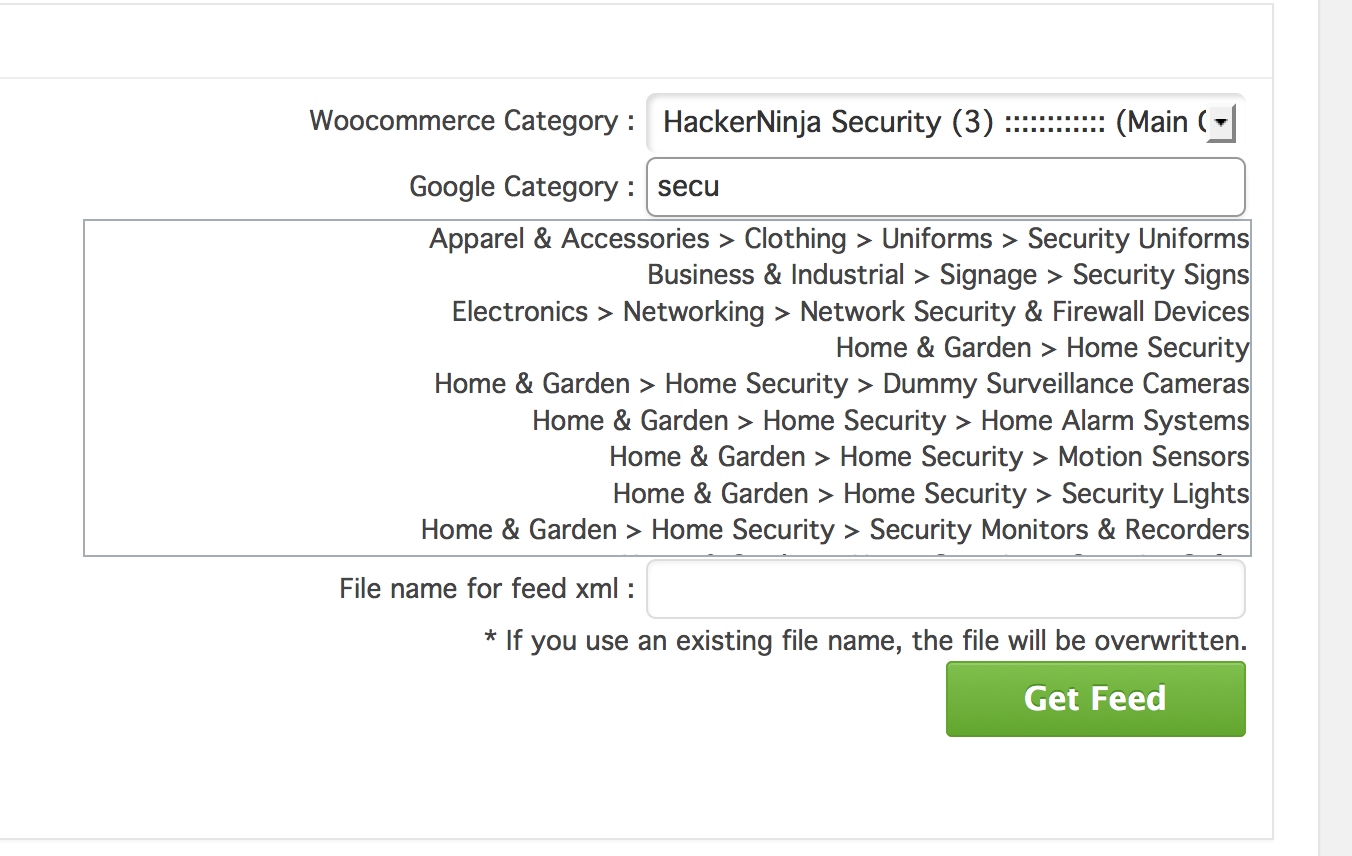 Woocommerce Category : HackerNinja Security (3) :::::::::::: (Main
Google Category : secu
Apparel & Accessories > Clothing > Uniforms > Security Uniforms
Business & Industrial > Signage > Security Signs
Electronics > Networking > Network Security & Firewall Devices
Home & Garden > Home Security
Home & Garden > Home Security > Dummy Surveillance Cameras
Home & Garden > Home Security > Home Alarm Systems
Home & Garden > Home Security > Motion Sensors
Home & Garden > Home Security > Security Lights
Home & Garden > Home Security > Security Monitors & Recorders
File name for feed xml :
* If you use an existing file name, the file will be overwritten.
Get Feed